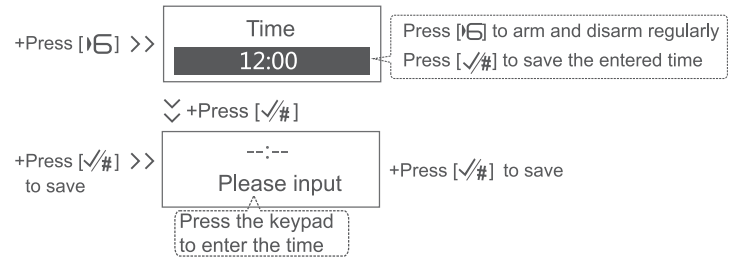 Time
+Press [)6] >> 12:00
Press [)6] to arm and disarm regularly
Press [✓/#] to save the entered time
+Press [✓/#]
+Press [✓/#] >>
to save
--:--
Please input
+Press [✓/#] to save
Press the keypad
to enter the time